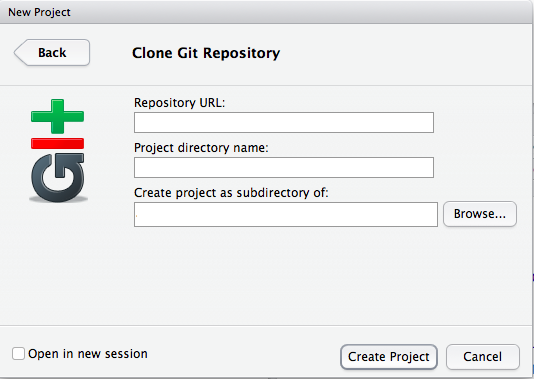 New Project
Back
Clone Git Repository
Repository URL:
Project directory name:
Create project as subdirectory of:
Browse...
Open in new session
Create Project
Cancel